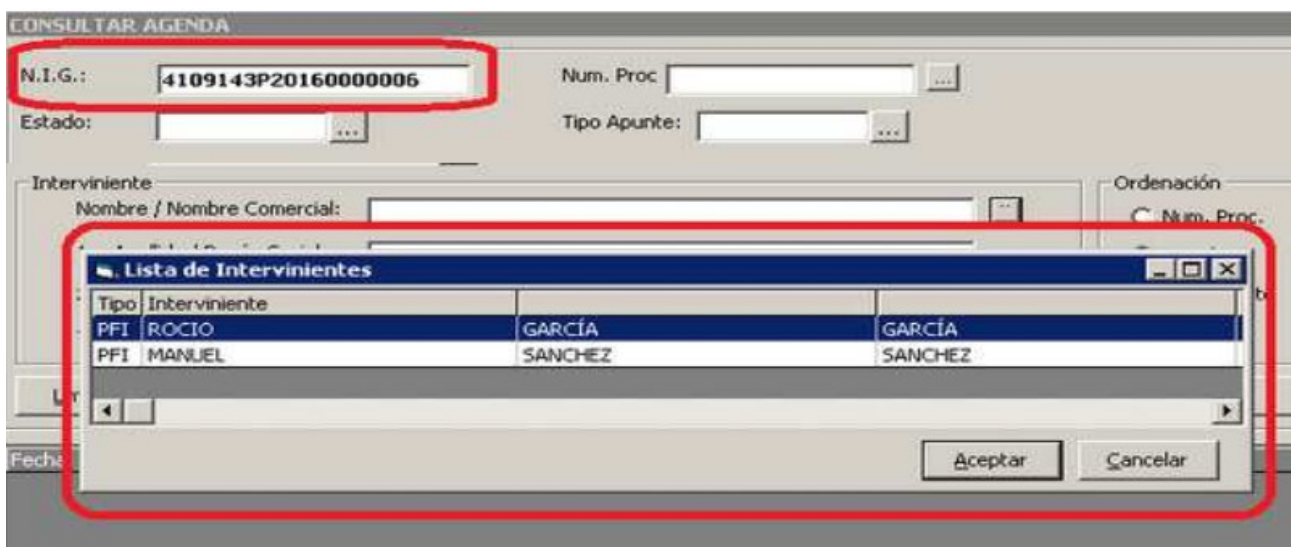 CONSULTAR AGENDA
N.I.G.: 4109143P20160000006 Num. Proc ...
Estado: ... Tipo Apunte: ...
Interviniente Ordenación
Nombre / Nombre Comercial: ... Num. Proc.
Lista de Intervinientes
Tipo Interviniente
PFI ROCIO GARCÍA GARCÍA
PFI MANUEL SANCHEZ SANCHEZ
Aceptar Cancelar
Fecha